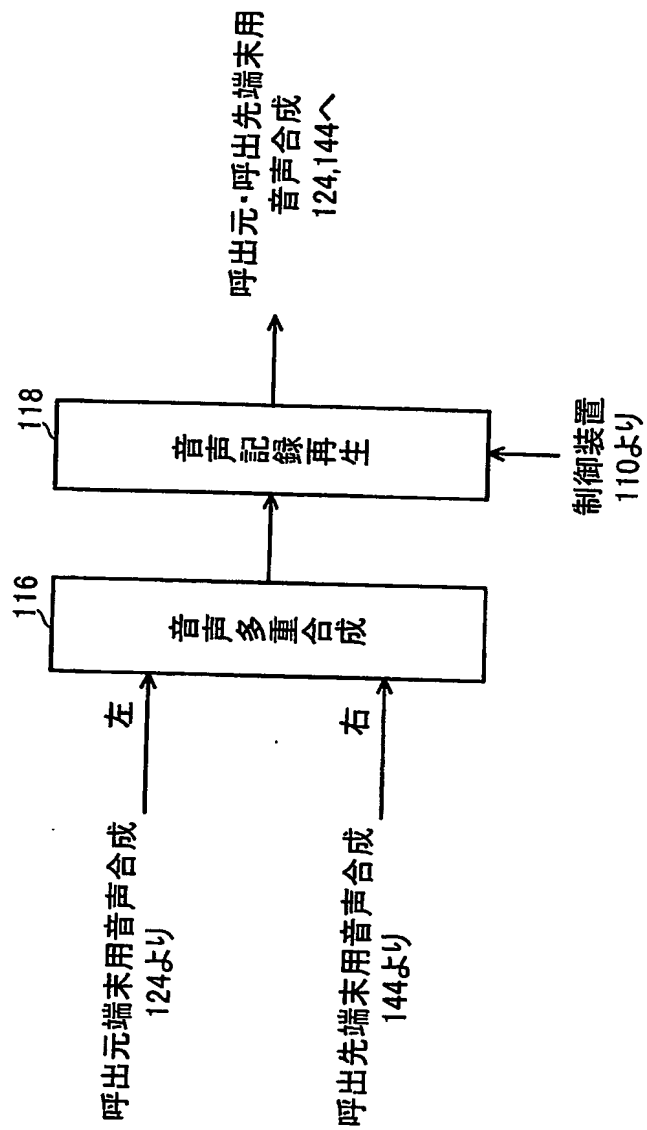 呼出元端末用音声合成
124より
左
呼出先端末用音声合成
144より
右
116
音声多重合成
118
音声記録再生
制御装置
110より
呼出元・呼出先端末用
音声合成
124,144へ